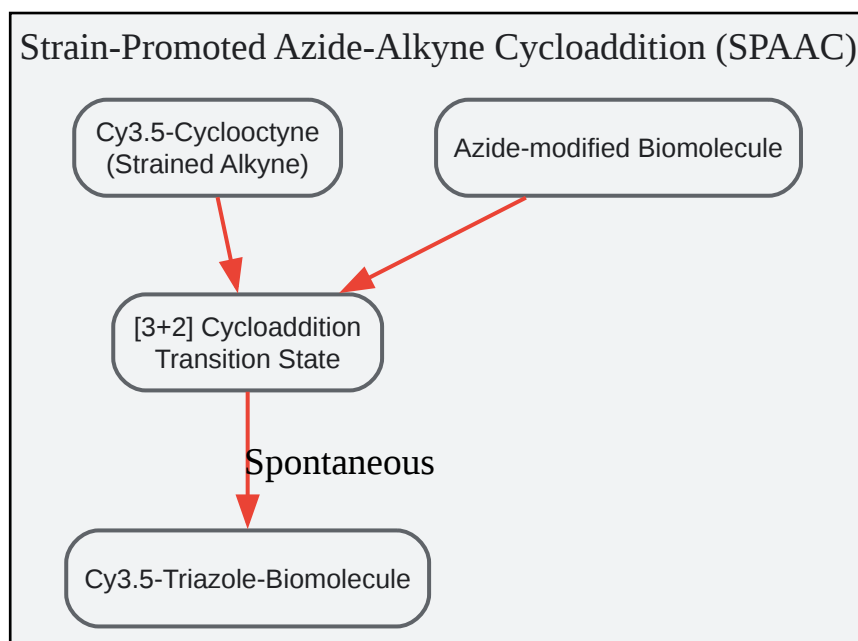 Strain-Promoted Azide-Alkyne Cycloaddition (SPAAC)
Cy3.5-Cyclooctyne
(Strained Alkyne)
Azide-modified Biomolecule
[3+2] Cycloaddition
Transition State
Spontaneous
Cy3.5-Triazole-Biomolecule